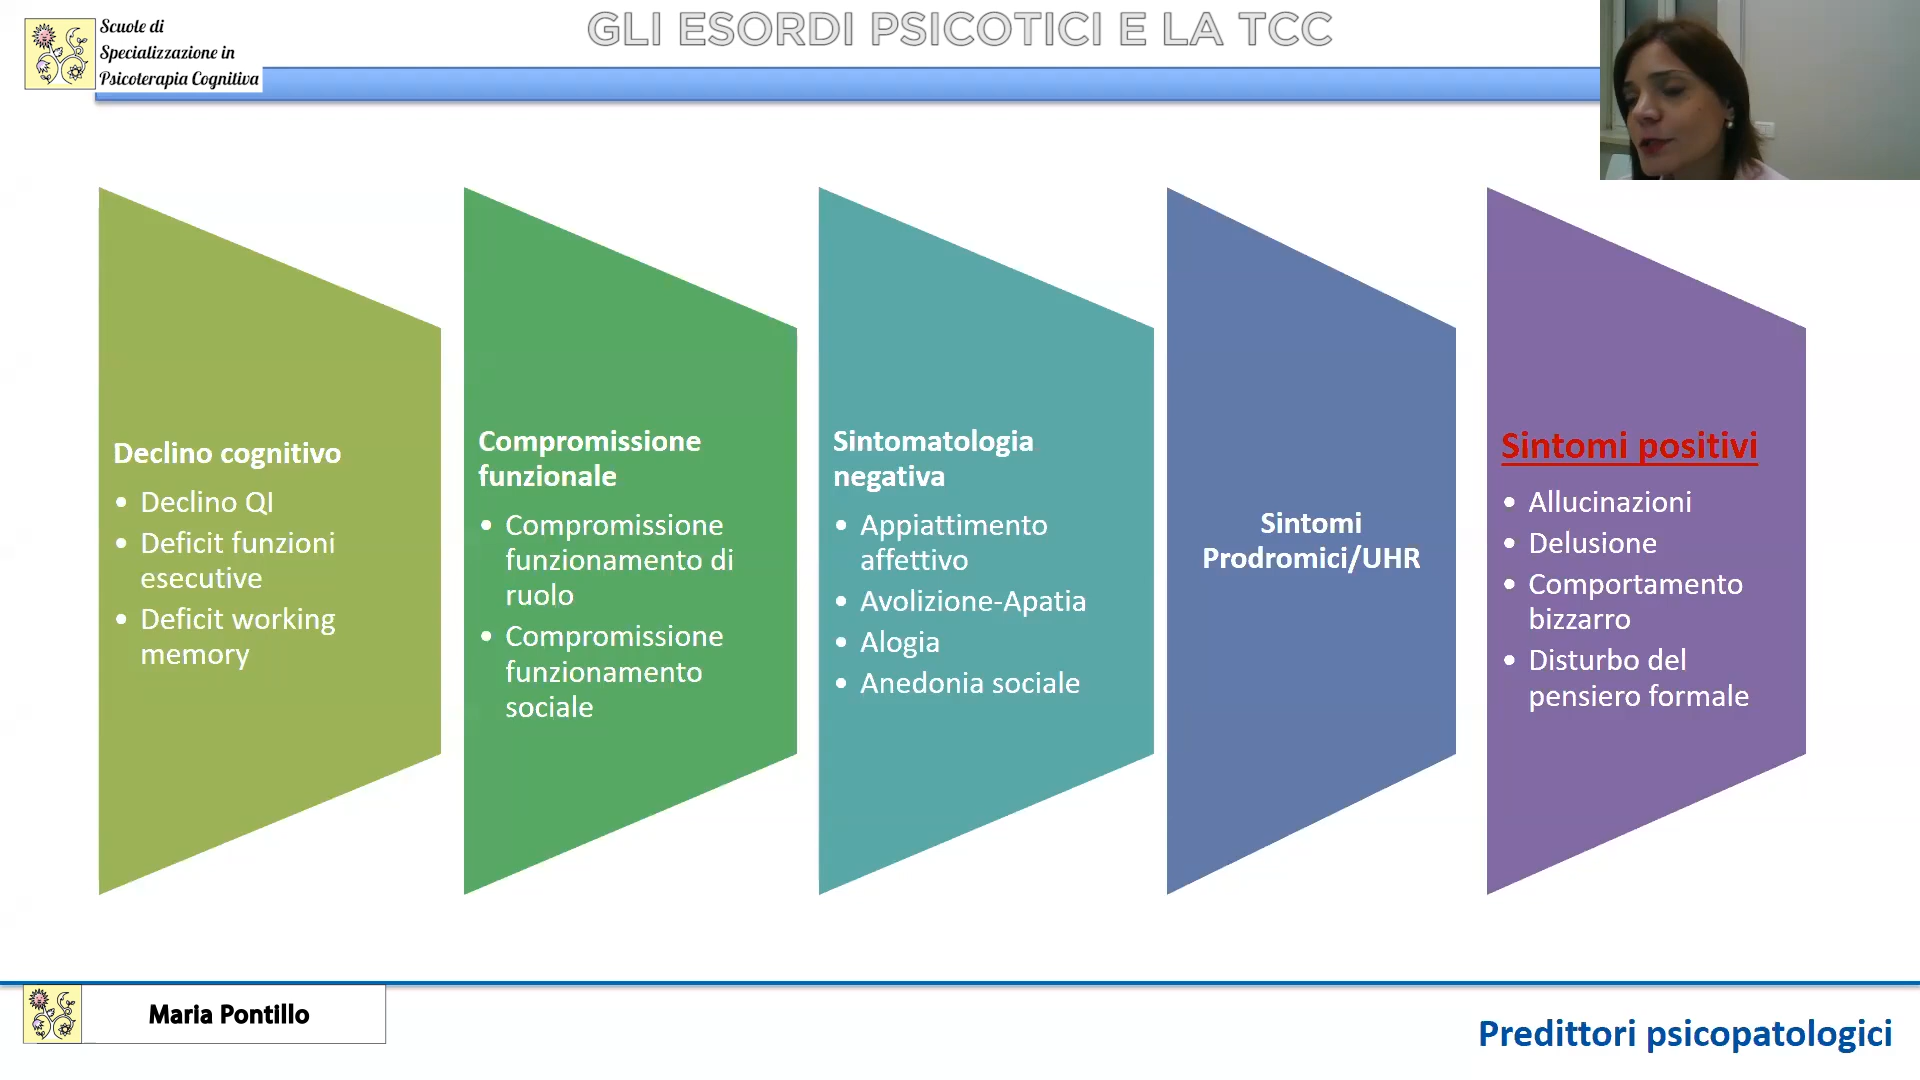 Scuole di
Specializzazione in
Psicoterapia Cognitiva
GLI ESORDI PSICOTICI E LA TCC
Declino cognitivo
• Declino QI
• Deficit funzioni
esecutive
• Deficit working
memory
Compromissione
funzionale
• Compromissione
funzionamento di
ruolo
• Compromissione
funzionamento
sociale
Sintomatologia
negativa
• Appiattimento
affettivo
• Avolizione-Apatia
• Alogia
• Anedonia sociale
Sintomi
Prodromici/UHR
Sintomi positivi
• Allucinazioni
• Delusione
• Comportamento
bizzarro
• Disturbo del
pensiero formale
Maria Pontillo
Predittori psicopatologici